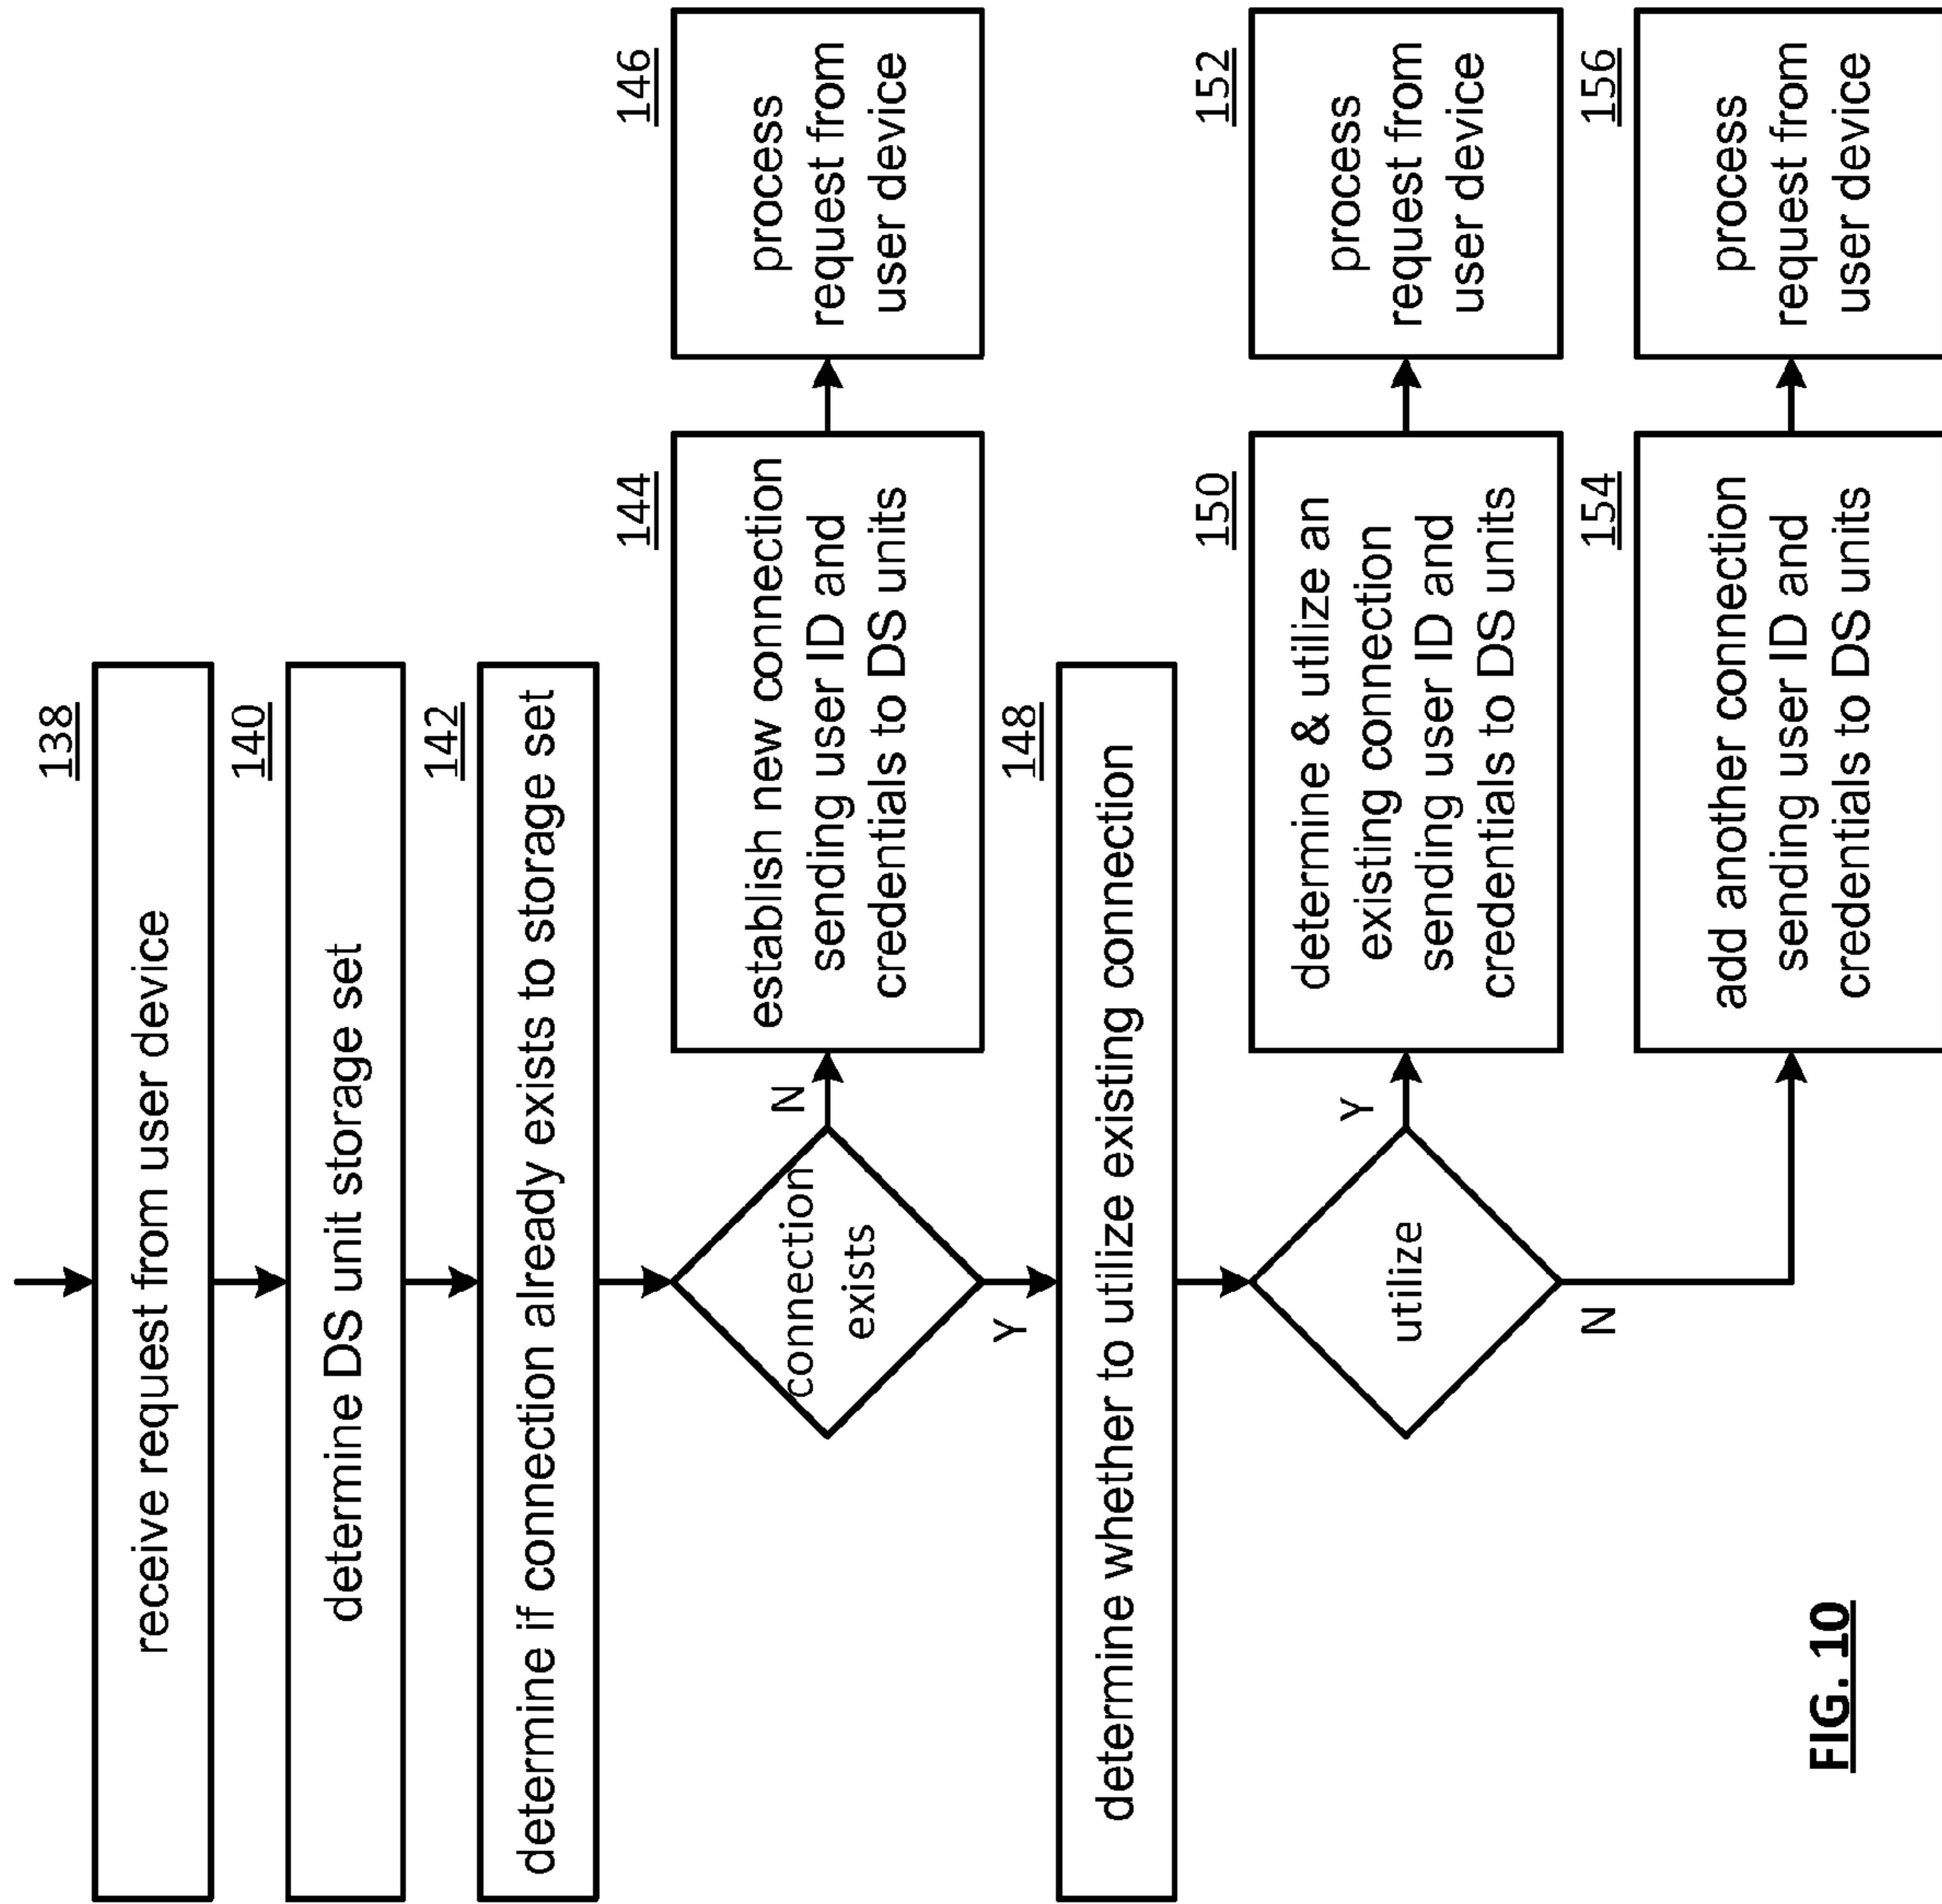 138
receive request from user device
140
determine DS unit storage set
142
determine if connection already exists to storage set
connection
exists
N
Y
144
establish new connection
sending user ID and
credentials to DS units
146
process
request from
user device
148
determine whether to utilize existing connection
utilize
Y
N
150
determine & utilize an
existing connection
sending user ID and
credentials to DS units
152
process
request from
user device
154
add another connection
sending user ID and
credentials to DS units
156
process
request from
user device
FIG. 10